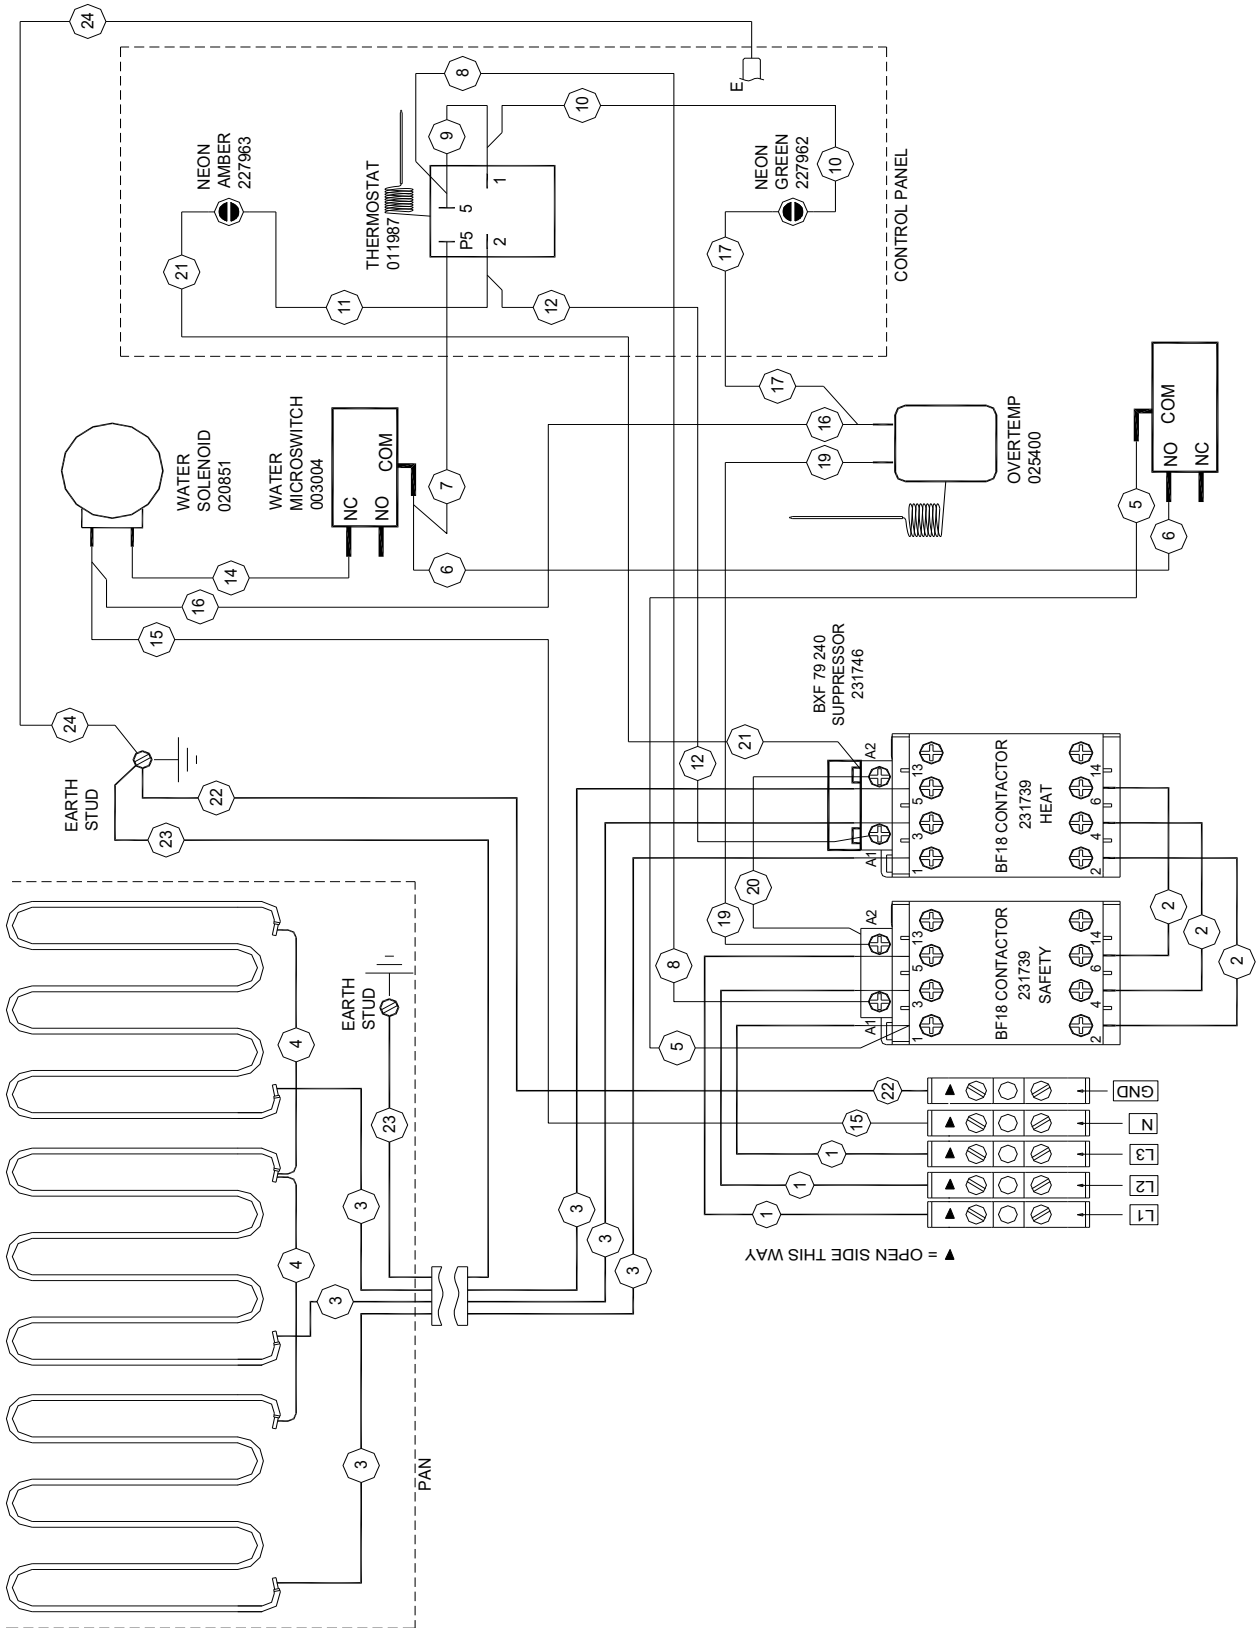 24
8
9
10
10
NEON
AMBER
227963
THERMOSTAT
011987
P5
5
2
1
E
NEON
GREEN
227962
CONTROL PANEL
21
11
12
17
17
WATER
SOLENOID
020851
WATER
MICROSWITCH
003004
NC
NO
COM
7
6
14
16
15
16
19
OVERTEMP
025400
COM
NO
NC
5
6
24
EARTH
STUD
22
23
BXF 79 240
SUPPRESSOR
231746
21
12
20
19
8
5
A1
A2
1
3
5
13
BF18 CONTACTOR
231739
HEAT
2
4
6
14
A1
A2
1
3
5
13
BF18 CONTACTOR
231739
SAFETY
2
4
6
14
2
2
2
EARTH
STUD
23
4
4
3
3
3
3
3
3
PAN
22
15
1
1
1
GND
N
L3
L2
L1
▲ = OPEN SIDE THIS WAY